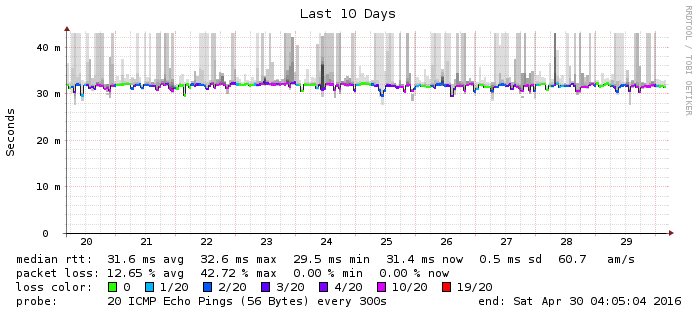 Last 10 Days
RRDTOOL / TOBI OETIKER
Seconds
40 m
30 m
20 m
10 m
0
20 21 22 23 24 25 26 27 28 29
median rtt: 31.6 ms avg 32.6 ms max 29.5 ms min 31.4 ms now 0.5 ms sd 60.7 am/s
packet loss: 12.65 % avg 42.72 % max 0.00 % min 0.00 % now
loss color: 0 1/20 2/20 3/20 4/20 10/20 19/20
probe: 20 ICMP Echo Pings (56 Bytes) every 300s end: Sat Apr 30 04:05:04 2016